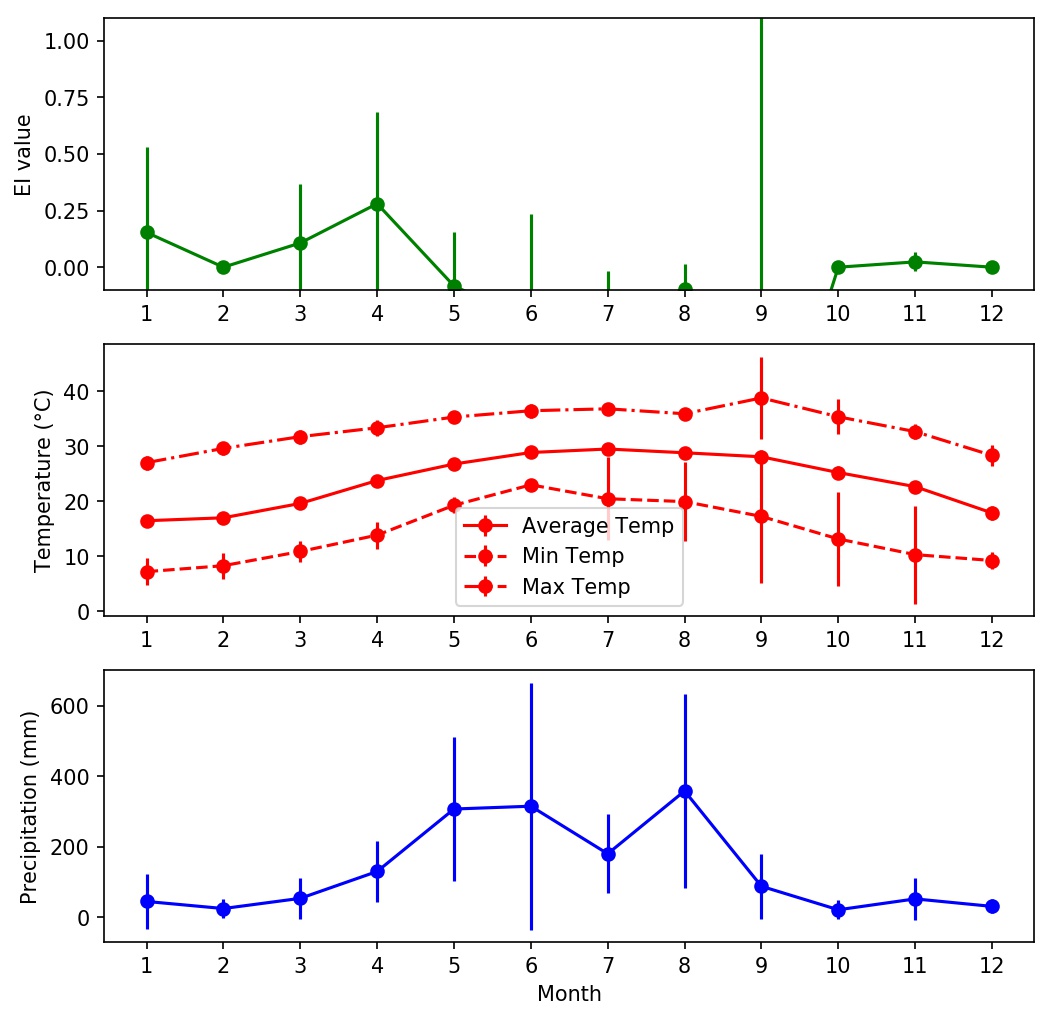 EI value
1.00
0.75
0.50
0.25
0.00
1 2 3 4 5 6 7 8 9 10 11 12
Temperature (°C)
40
30
20
10
0
Average Temp
Min Temp
Max Temp
1 2 3 4 5 6 7 8 9 10 11 12
Precipitation (mm)
600
400
200
0
1 2 3 4 5 6 7 8 9 10 11 12
Month